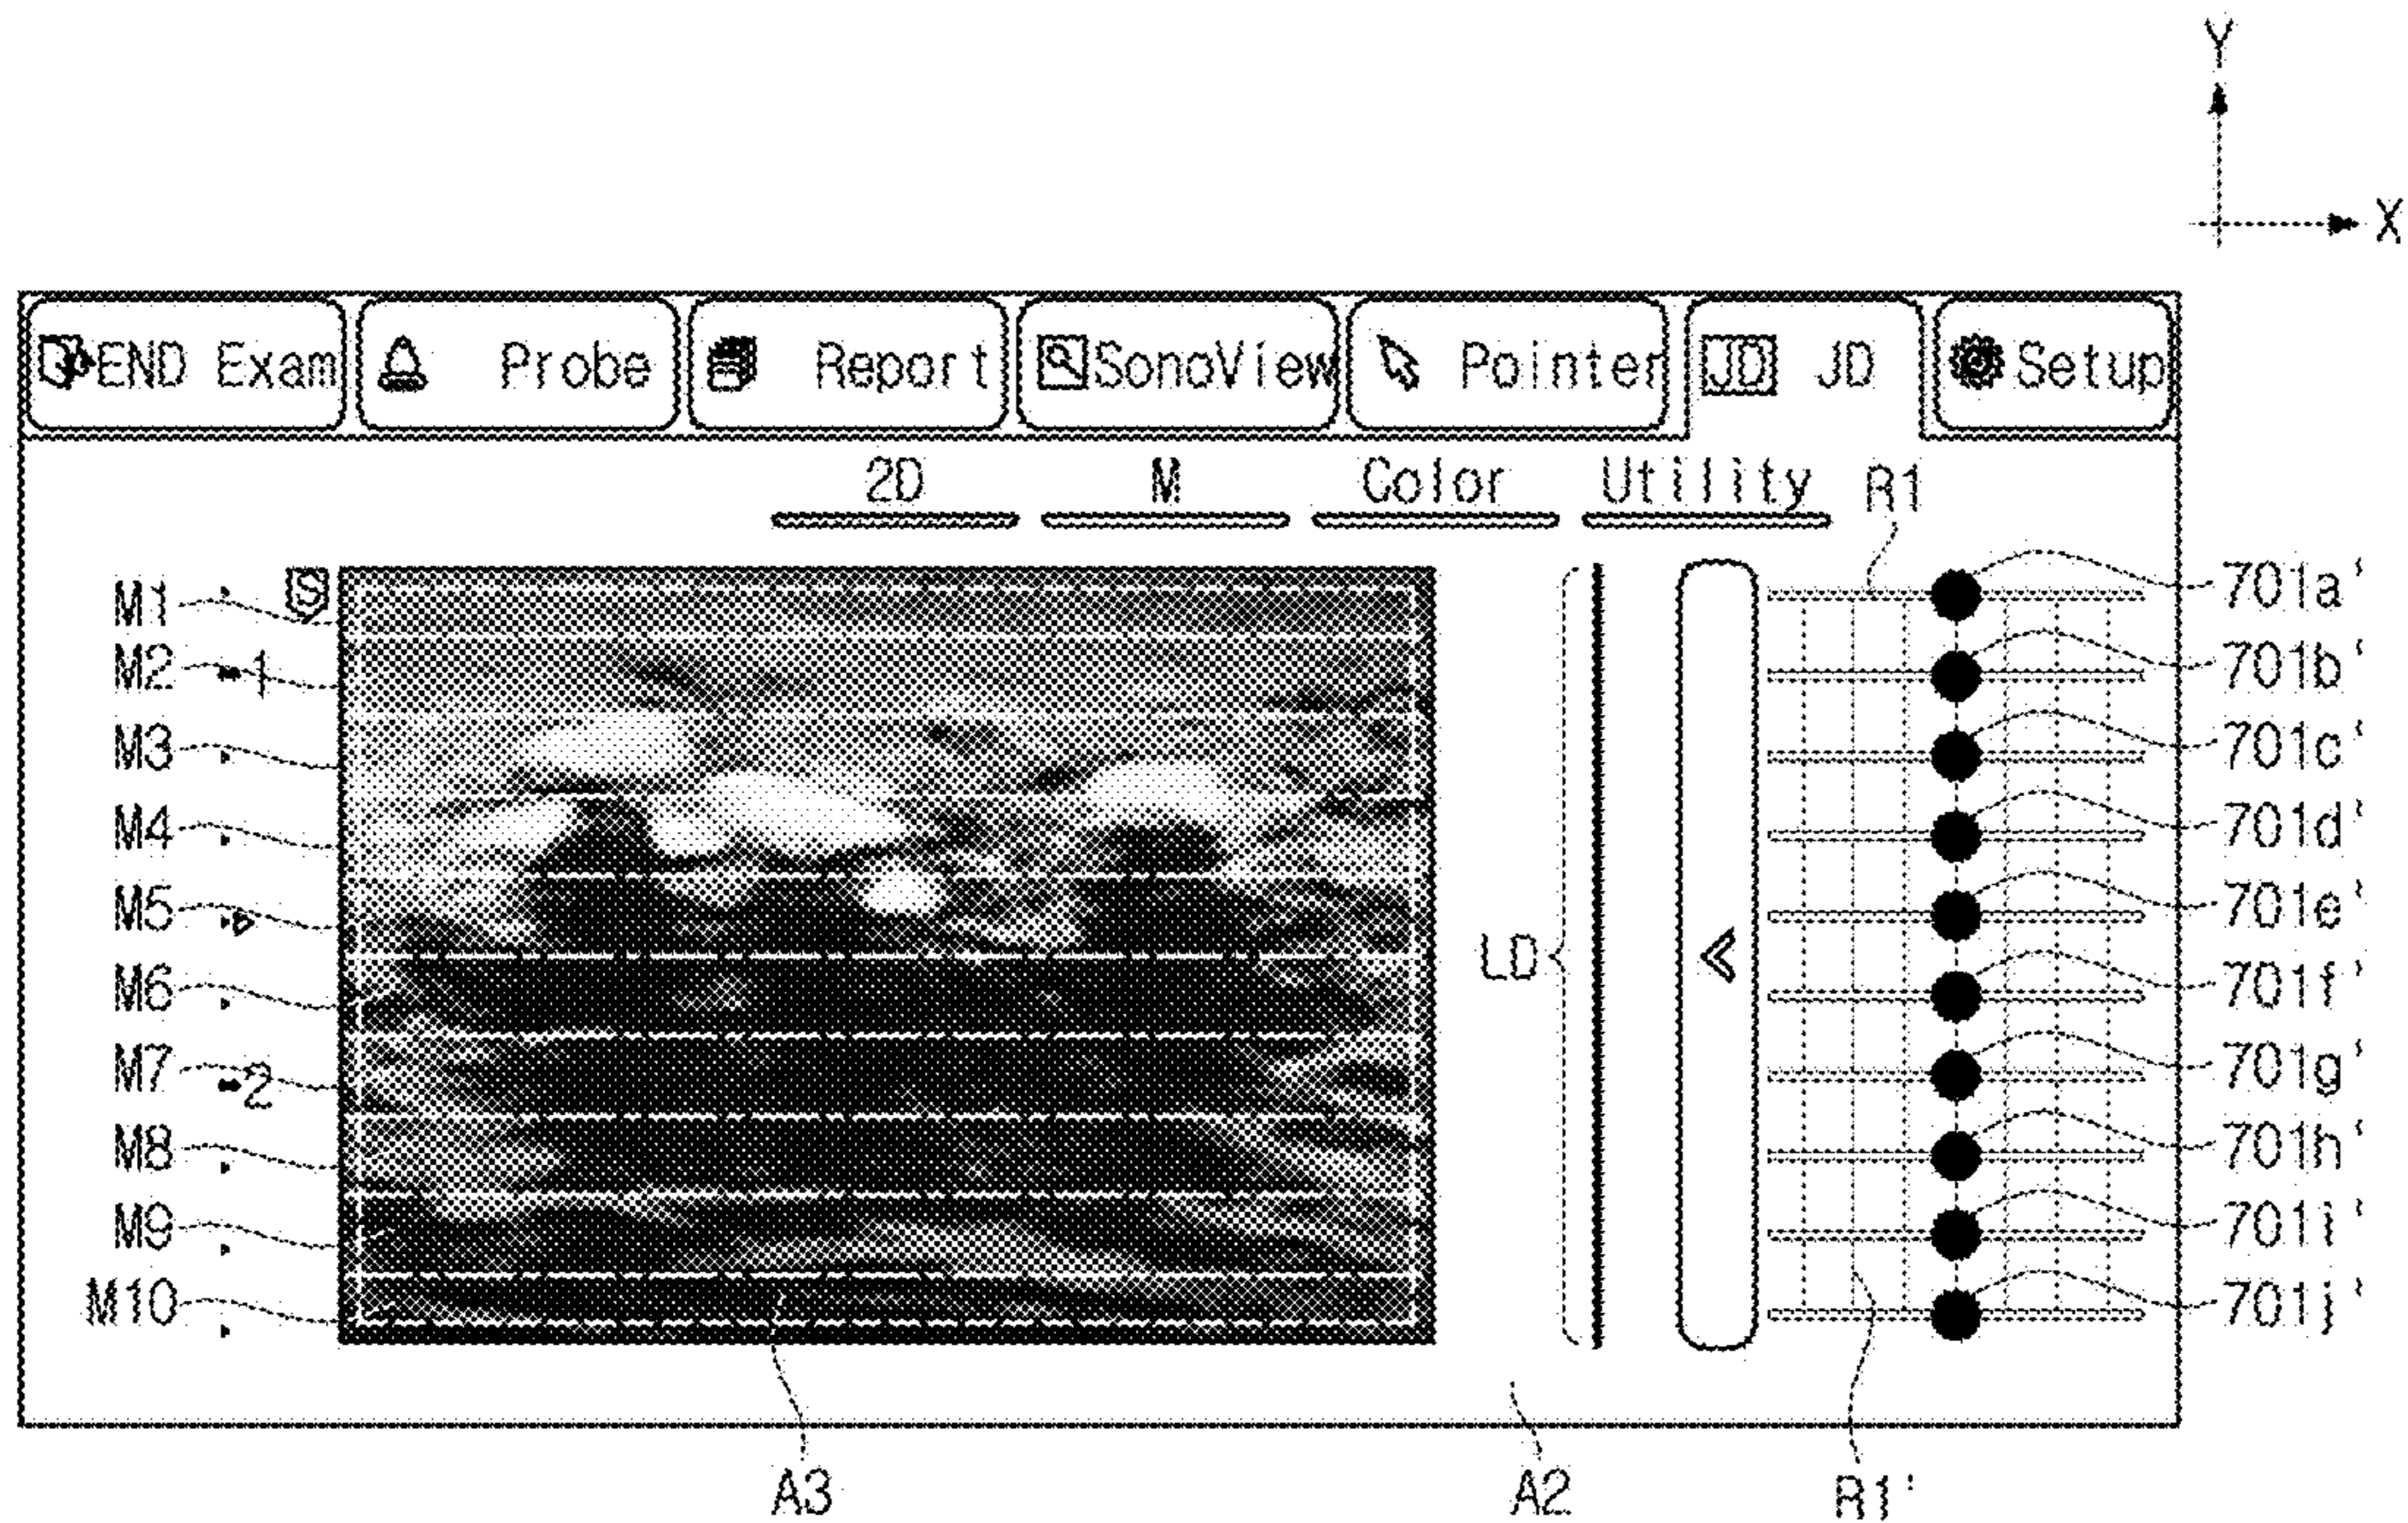 Y
X
END Exam Probe Report SonoView Pointer JD JD Setup
2D M Color Utility R1
S
M1 701a'
M2 1 701b'
M3 701c'
M4 701d'
M5 701e'
LD
M6 701f'
M7 2 701g'
M8 701h'
M9 701i'
M10 701j'
A3 A2 R1'